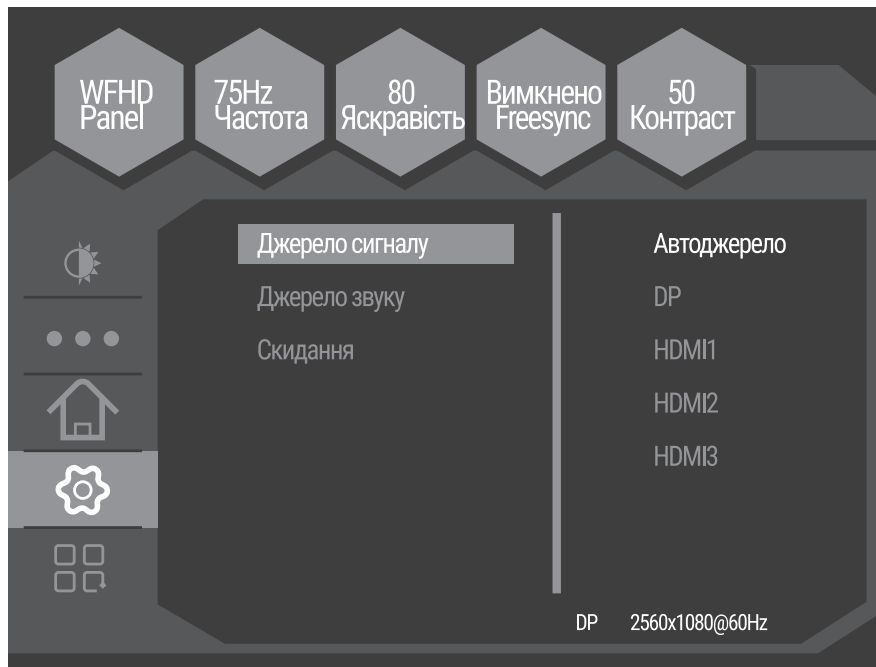 WFHD
Panel
75Hz
Частота
80
Яскравість
Вимкнено
Freesync
50
Контраст
Джерело сигналу
Автоджерело
Джерело звуку
DP
Скидання
HDMI1
HDMI2
HDMI3
DP 2560x1080@60Hz